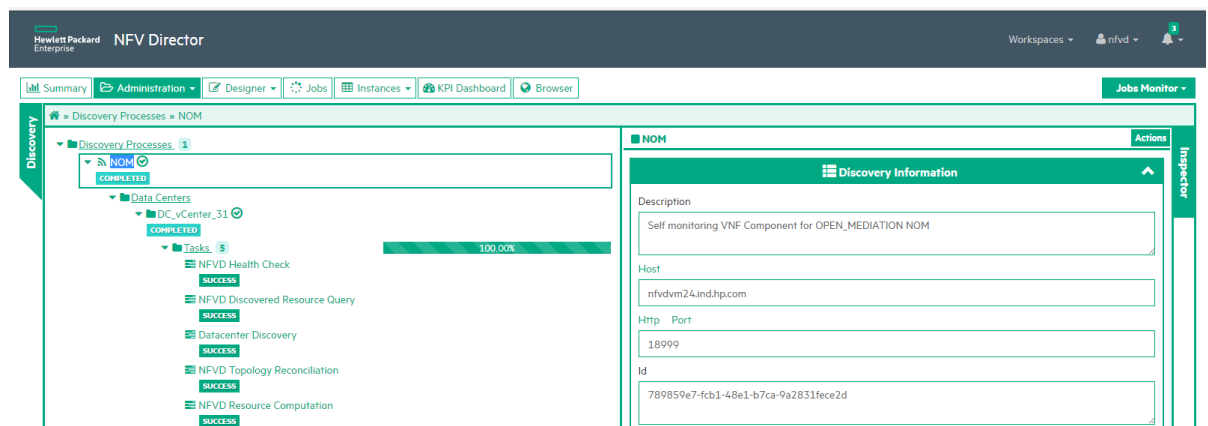 Hewlett Packard
Enterprise
NFV Director
Workspaces
nfvd
3
Summary
Administration
Designer
Jobs
Instances
KPI Dashboard
Browser
Jobs Monitor
Discovery
» Discovery Processes » NOM
Discovery Processes 1
NOM
COMPLETED
Data Centers
DC_vCenter_31
COMPLETED
Tasks 5
100.00%
NFVD Health Check
SUCCESS
NFVD Discovered Resource Query
SUCCESS
Datacenter Discovery
SUCCESS
NFVD Topology Reconciliation
SUCCESS
NFVD Resource Computation
SUCCESS
NOM
Actions
Inspector
Discovery Information
Description
Self monitoring VNF Component for OPEN_MEDIATION NOM
Host
nfvdvm24.ind.hp.com
Http Port
18999
Id
789859e7-fcb1-48e1-b7ca-9a2831fece2d